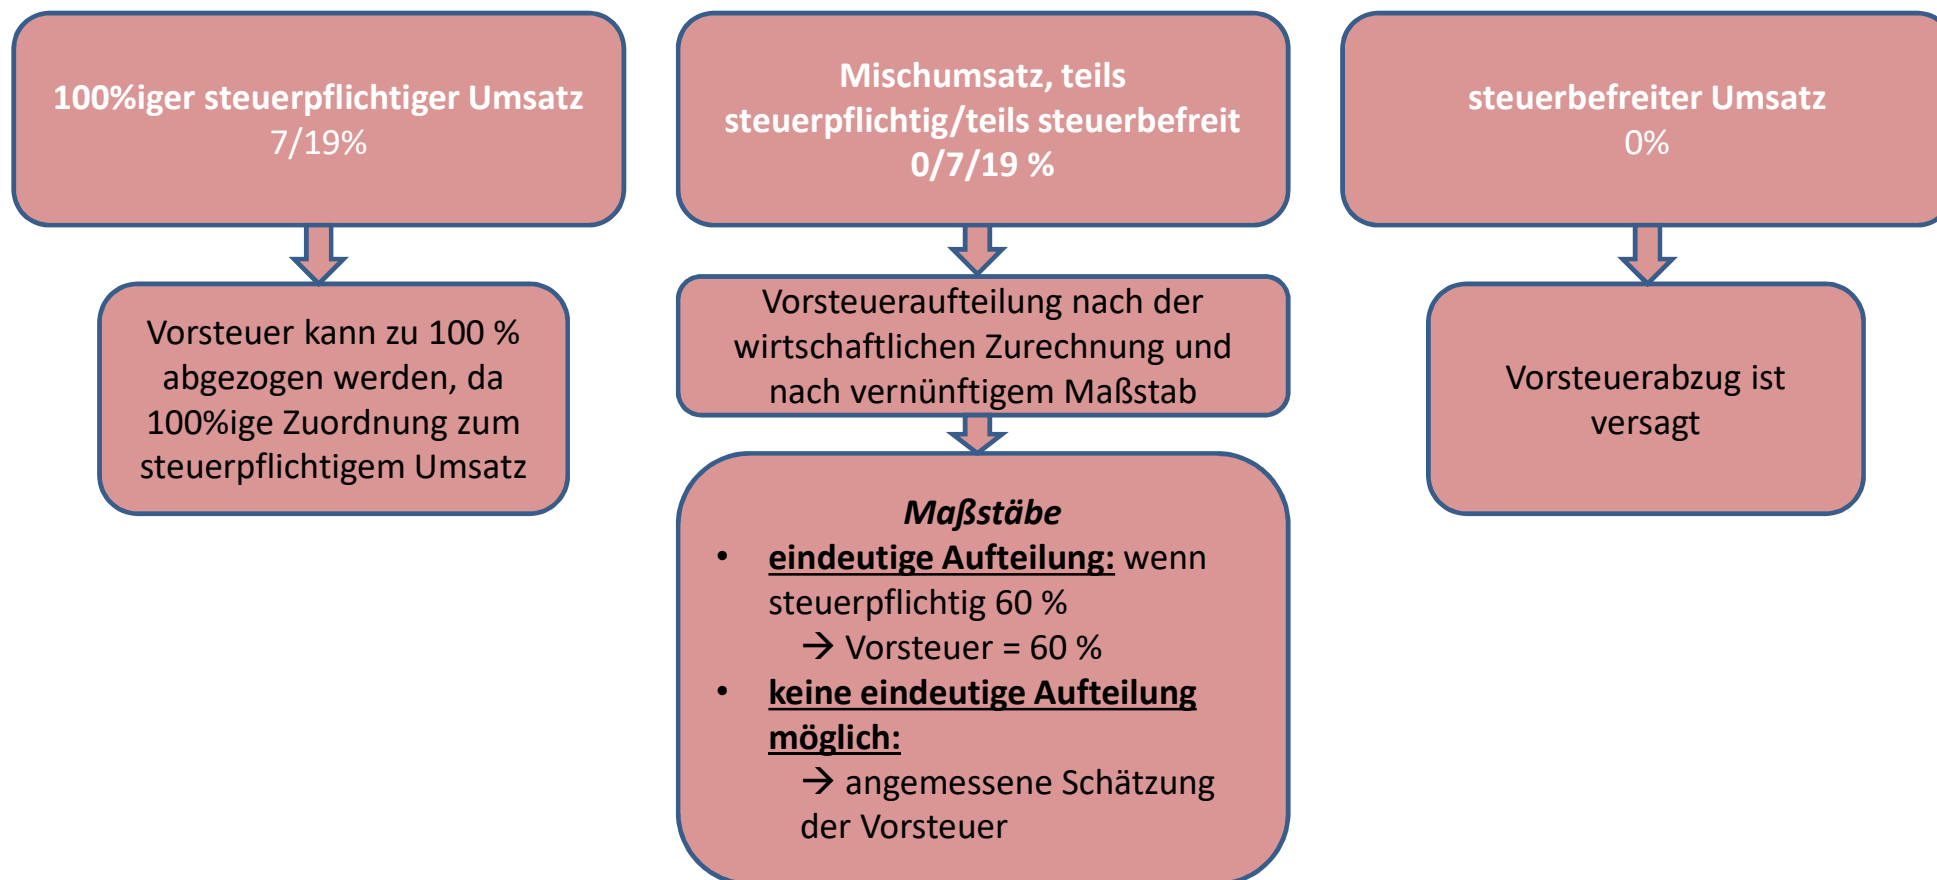 100%iger steuerpflichtiger Umsatz
7/19%
Vorsteuer kann zu 100 %
abgezogen werden, da
100%ige Zuordnung zum
steuerpflichtigem Umsatz
Mischumsatz, teils
steuerpflichtig/teils steuerbefreit
0/7/19 %
Vorsteueraufteilung nach der
wirtschaftlichen Zurechnung und
nach vernünftigem Maßstab
Maßstäbe
• eindeutige Aufteilung: wenn
steuerpflichtig 60 %
→ Vorsteuer = 60 %
• keine eindeutige Aufteilung
möglich:
→ angemessene Schätzung
der Vorsteuer
steuerbefreiter Umsatz
0%
Vorsteuerabzug ist
versagt